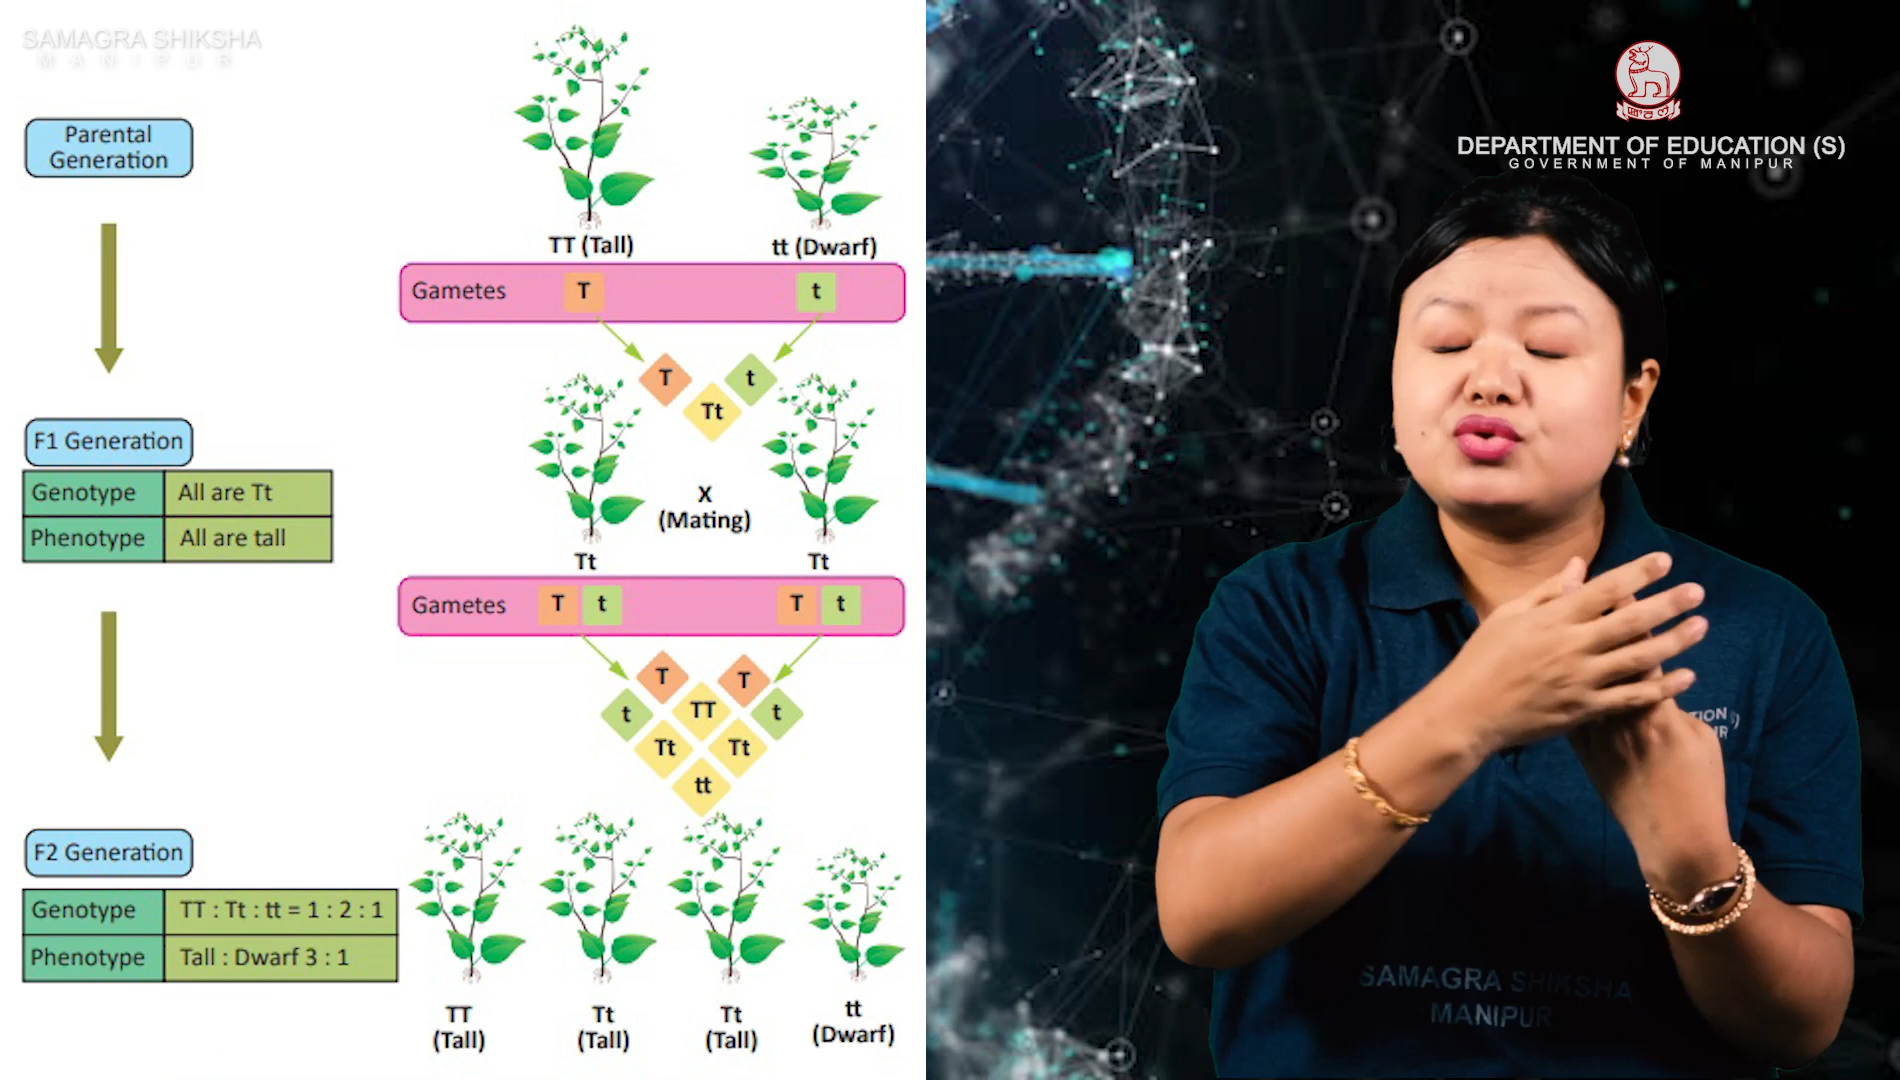 SAMAGRA SHIKSHA
MANIPUR
Parental
Generation
TT (Tall)
tt (Dwarf)
Gametes
T
t
T
t
Tt
F1 Generation
Genotype
All are Tt
Phenotype
All are tall
X
(Mating)
Tt
Tt
Gametes
T
t
T
t
T
T
t
TT
t
Tt
Tt
tt
F2 Generation
Genotype
TT : Tt : tt = 1 : 2 : 1
Phenotype
Tall : Dwarf 3 : 1
TT
(Tall)
Tt
(Tall)
Tt
(Tall)
tt
(Dwarf)
DEPARTMENT OF EDUCATION (S)
GOVERNMENT OF MANIPUR
SAMAGRA SHIKSHA
MANIPUR